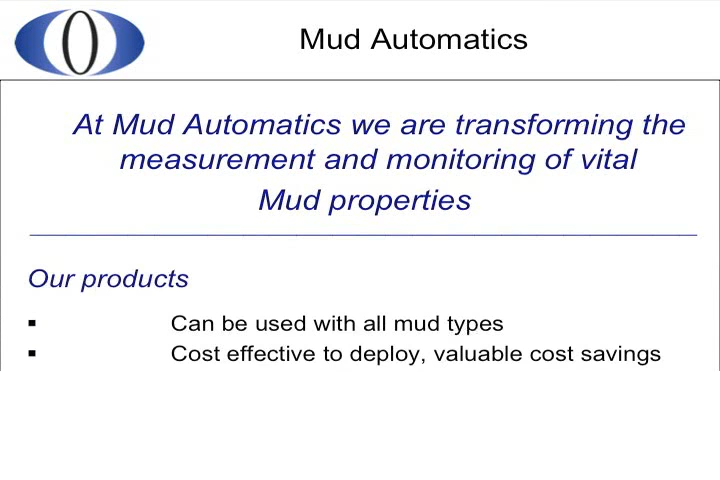 Mud Automatics
At Mud Automatics we are transforming the
measurement and monitoring of vital
Mud properties
Our products
▪ Can be used with all mud types
▪ Cost effective to deploy, valuable cost savings